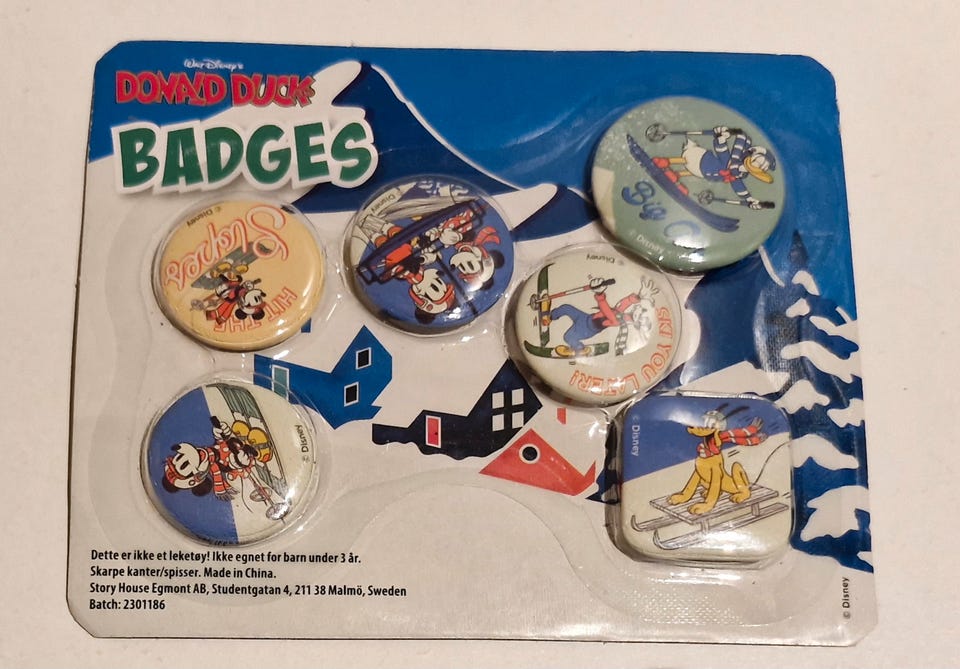 Walt Disney's
DONALD DUCK
BADGES
© Disney
HIT THE
Slopes
© Disney
© Disney
SKI YOU LATER!
Big
© Disney
© Disney
© Disney
Dette er ikke et leketøy! Ikke egnet for barn under 3 år.
Skarpe kanter/spisser. Made in China.
Story House Egmont AB, Studentgatan 4, 211 38 Malmö, Sweden
Batch: 2301186
© Disney